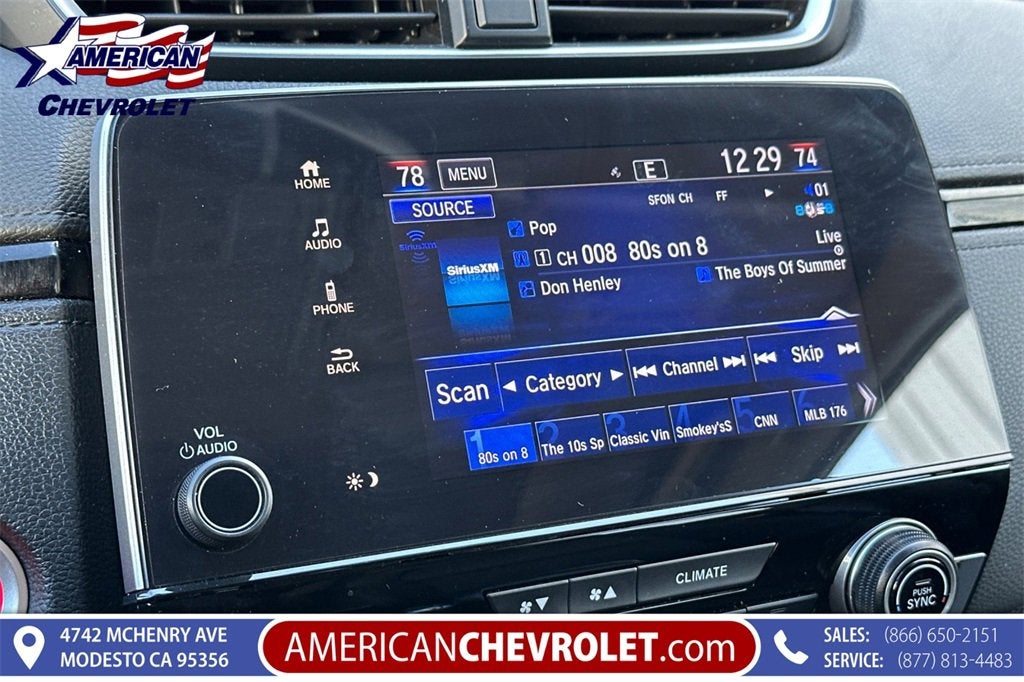 AMERICAN
CHEVROLET
HOME
AUDIO
PHONE
BACK
VOL
AUDIO
78 MENU E 12 29 74
SOURCE SFON CH FF 01
SiriusXM
SiriusXM
Pop Live
1 CH 008 80s on 8
Don Henley The Boys Of Summer
Scan Category Channel Skip
1 2 3 4 5 6
80s on 8 The 10s Sp Classic Vin Smokey'sS CNN MLB 176
CLIMATE
PUSH
SYNC
4742 MCHENRY AVE
MODESTO CA 95356
AMERICANCHEVROLET.com
SALES: (866) 650-2151
SERVICE: (877) 813-4483